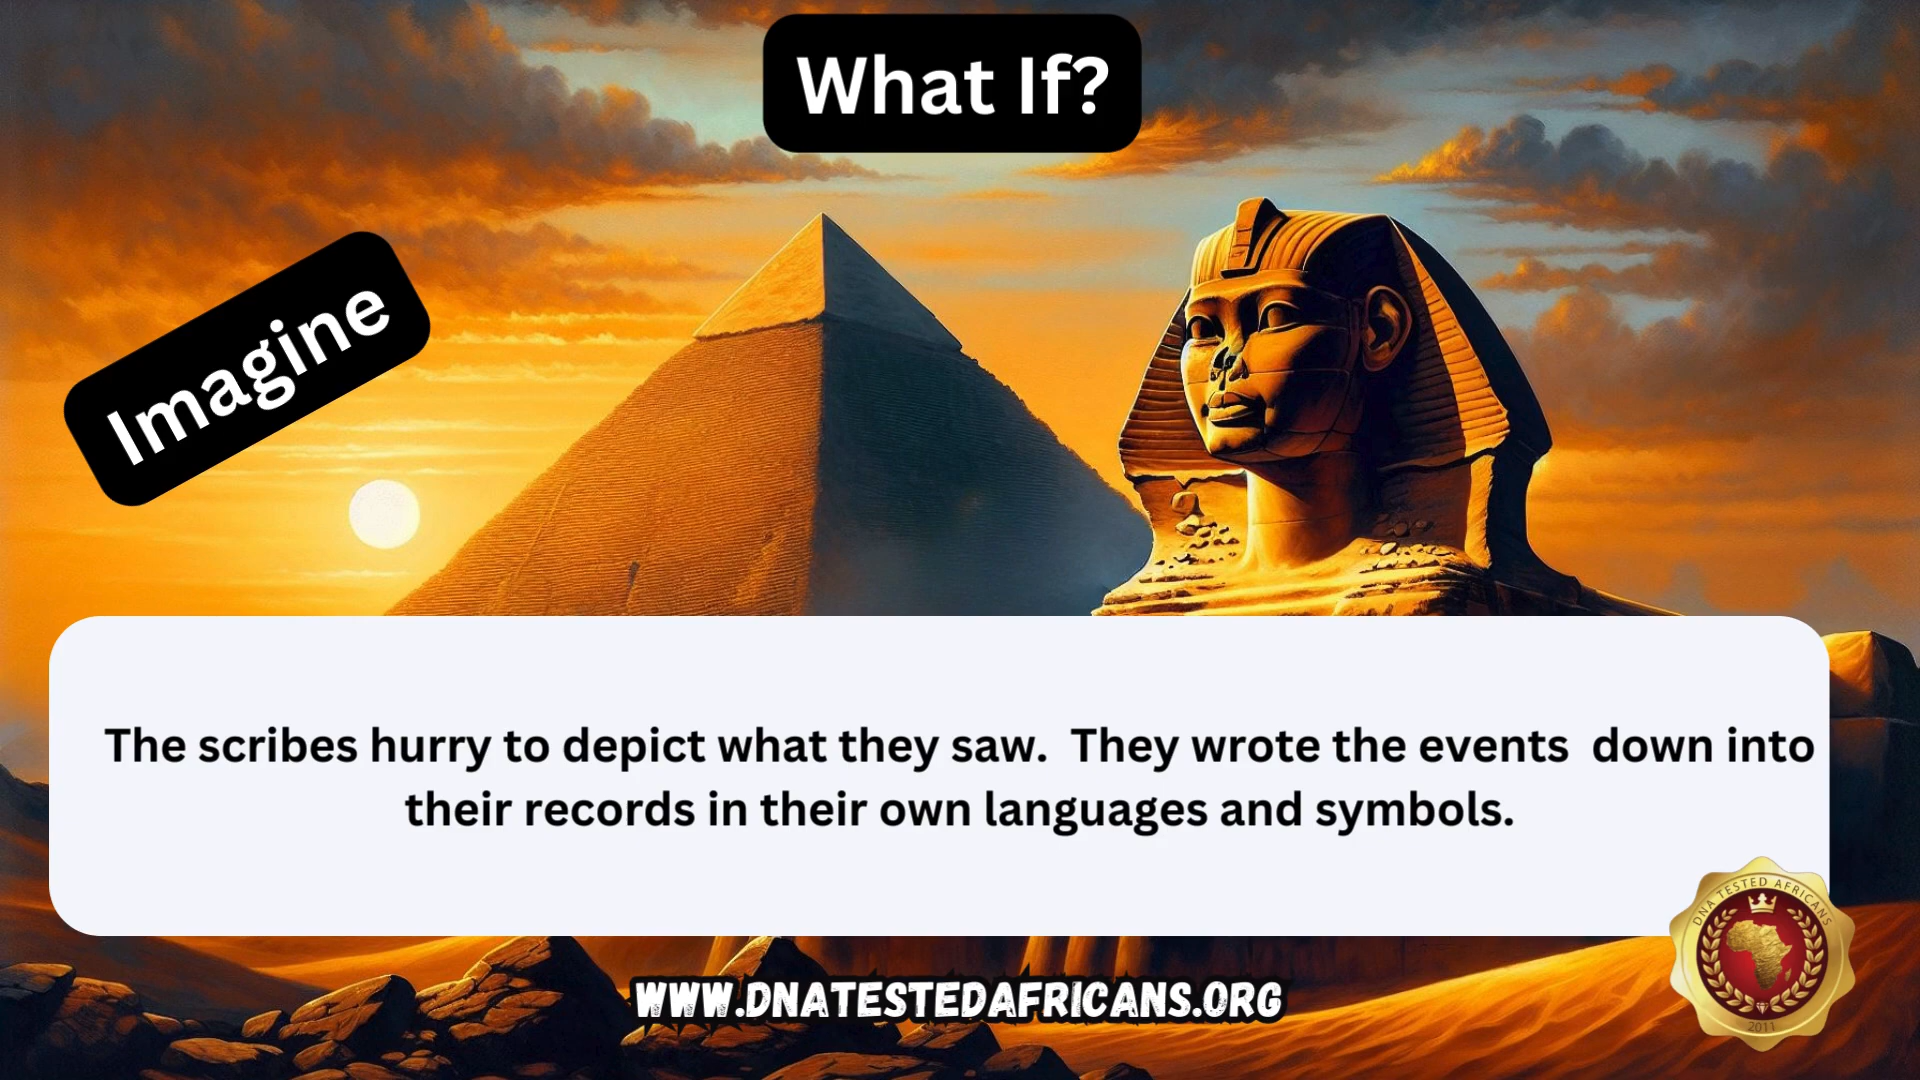 What If?
Imagine
The scribes hurry to depict what they saw.  They wrote the events  down into
their records in their own languages and symbols.
DNA TESTED AFRICANS
2011
WWW.DNATESTEDAFRICANS.ORG